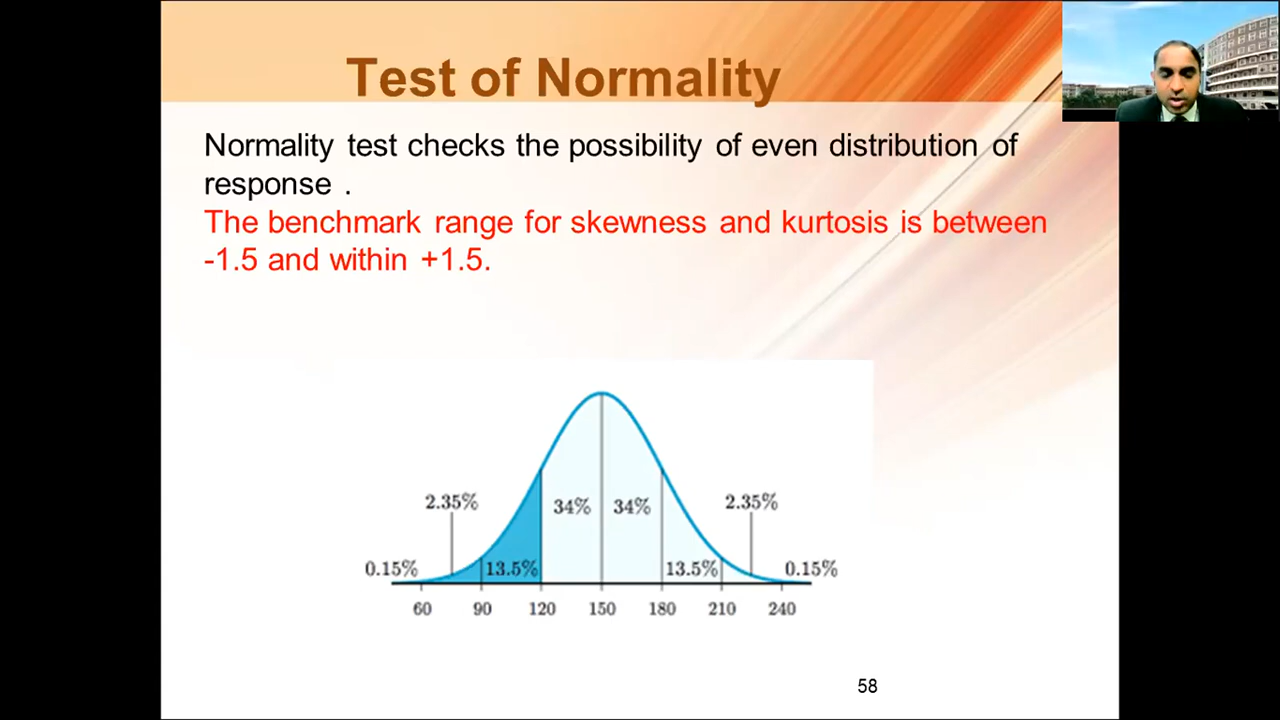 Test of Normality
Normality test checks the possibility of even distribution of
response .
The benchmark range for skewness and kurtosis is between
-1.5 and within +1.5.
2.35% 2.35%
34% 34%
0.15% 13.5% 13.5% 0.15%
60 90 120 150 180 210 240
58